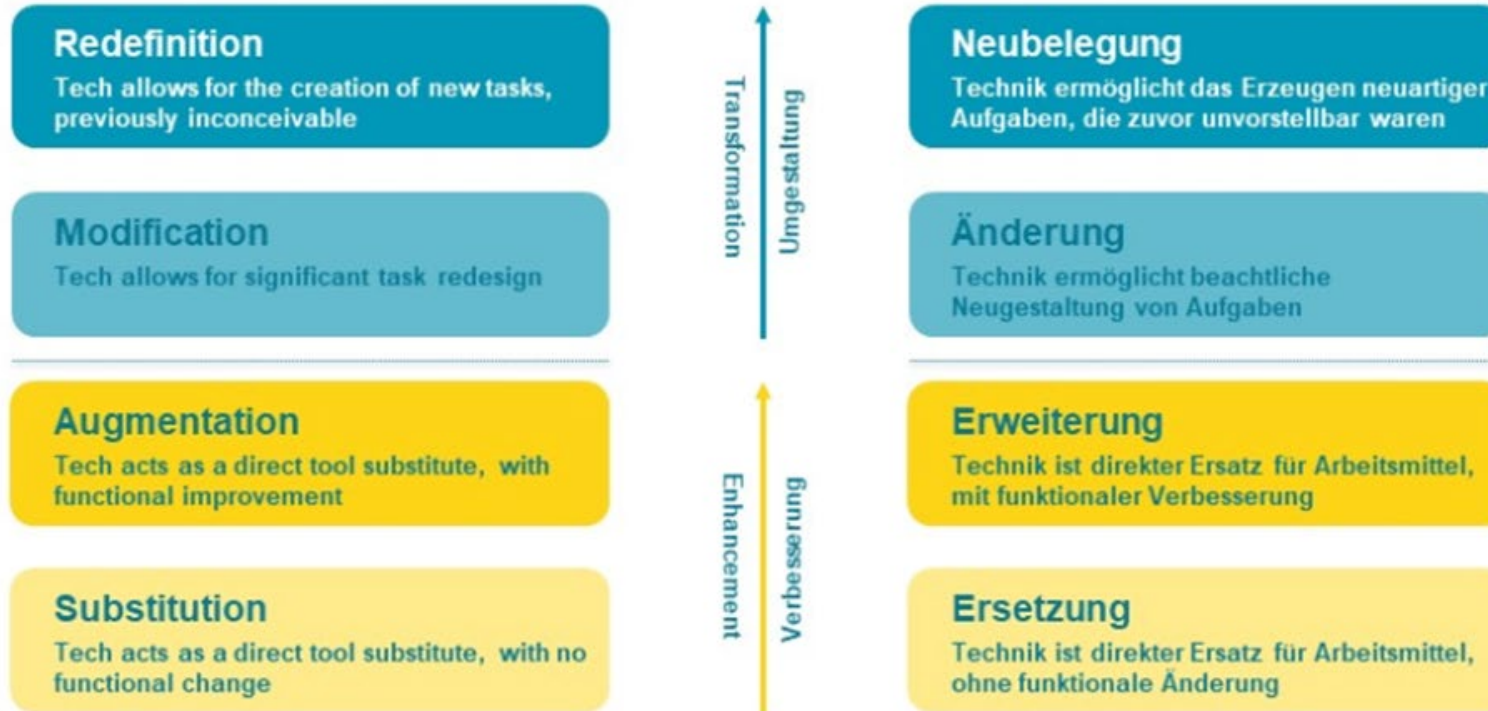 Redefinition
Tech allows for the creation of new tasks,
previously inconceivable
Modification
Tech allows for significant task redesign
Augmentation
Tech acts as a direct tool substitute, with
functional improvement
Substitution
Tech acts as a direct tool substitute, with no
functional change
Transformation
Umgestaltung
Enhancement
Verbesserung
Neubelegung
Technik ermöglicht das Erzeugen neuartiger
Aufgaben, die zuvor unvorstellbar waren
Änderung
Technik ermöglicht beachtliche
Neugestaltung von Aufgaben
Erweiterung
Technik ist direkter Ersatz für Arbeitsmittel,
mit funktionaler Verbesserung
Ersetzung
Technik ist direkter Ersatz für Arbeitsmittel,
ohne funktionale Änderung